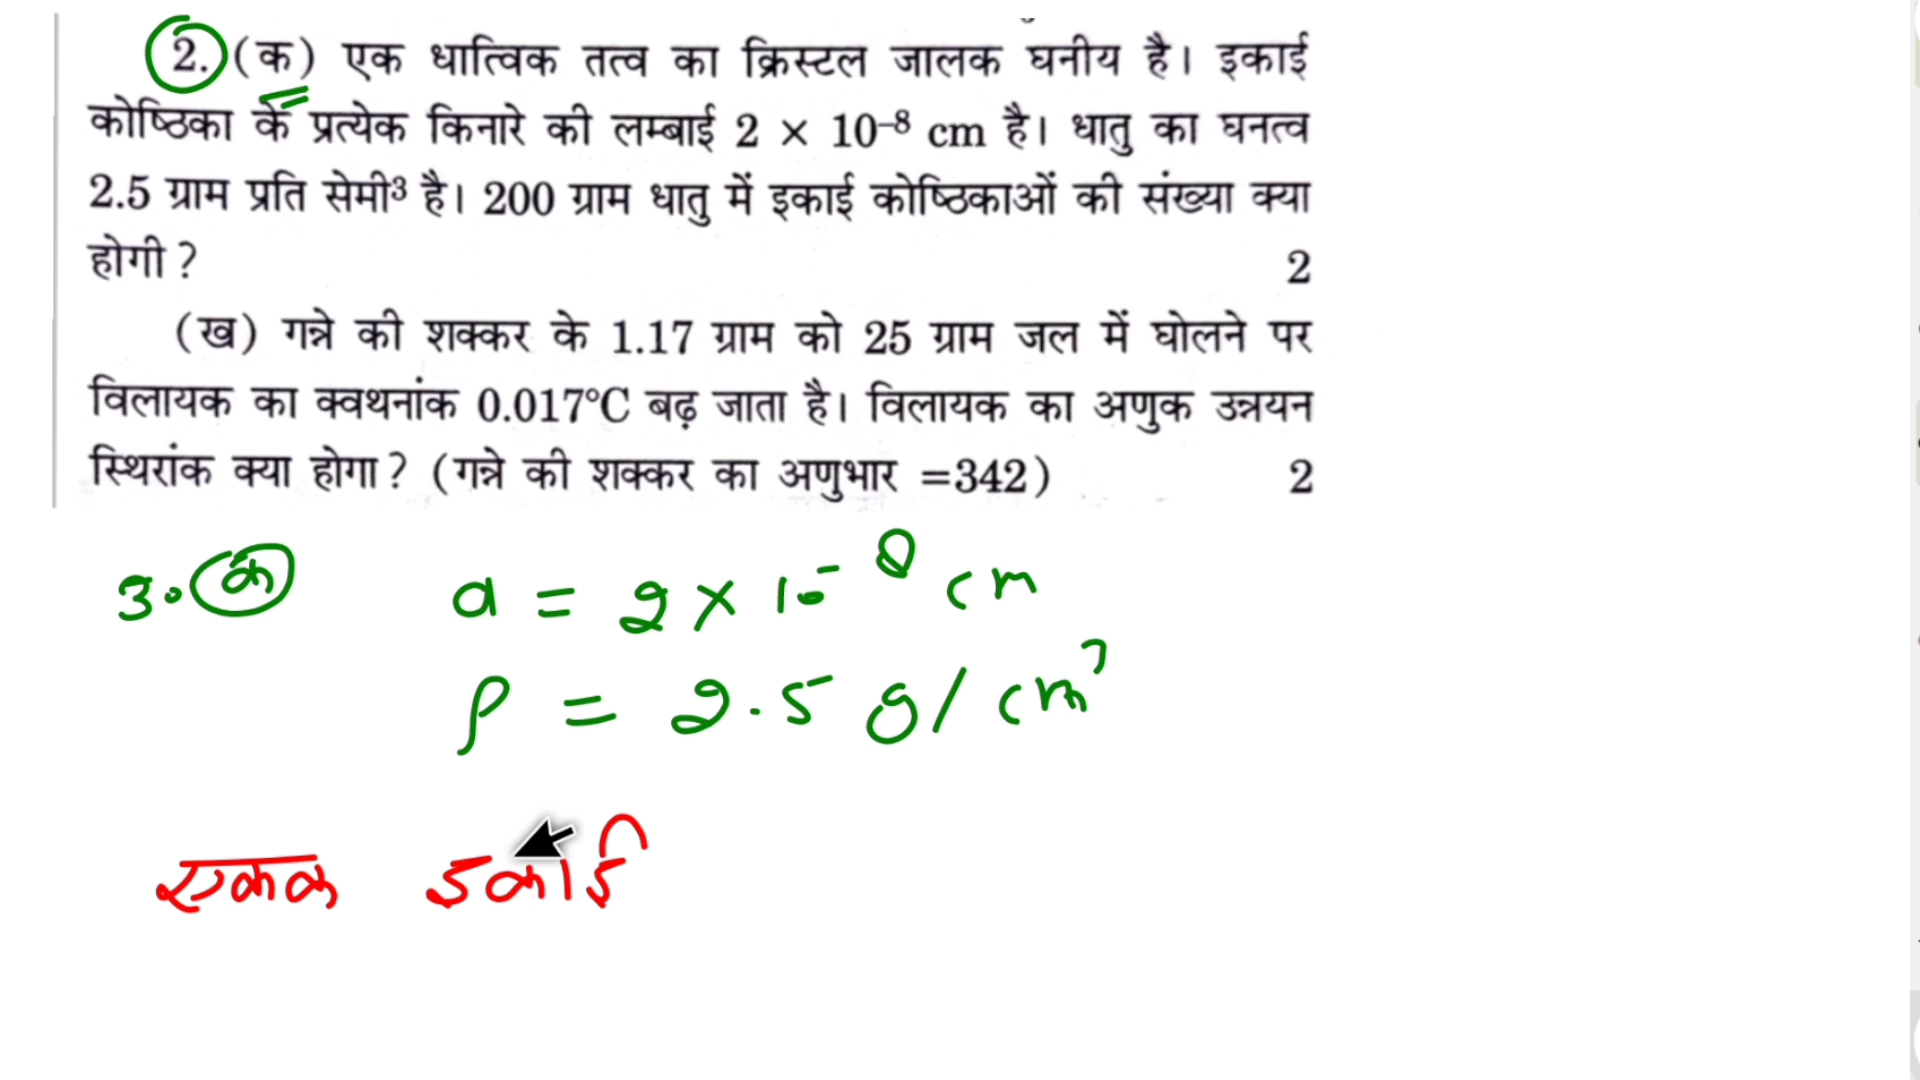 2. (क) एक धात्विक तत्व का क्रिस्टल जालक घनीय है। इकाई
कोष्ठिका के प्रत्येक किनारे की लम्बाई 2 × 10⁻⁸ cm है। धातु का घनत्व
2.5 ग्राम प्रति सेमी³ है। 200 ग्राम धातु में इकाई कोष्ठिकाओं की संख्या क्या
होगी ? 2
(ख) गन्ने की शक्कर के 1.17 ग्राम को 25 ग्राम जल में घोलने पर
विलायक का क्वथनांक 0.017°C बढ़ जाता है। विलायक का अणुक उन्नयन
स्थिरांक क्या होगा ? (गन्ने की शक्कर का अणुभार =342) 2
3. क a = 2 × 10⁻⁸ cm
ρ = 2.5 g/cm³
एकक इकाई